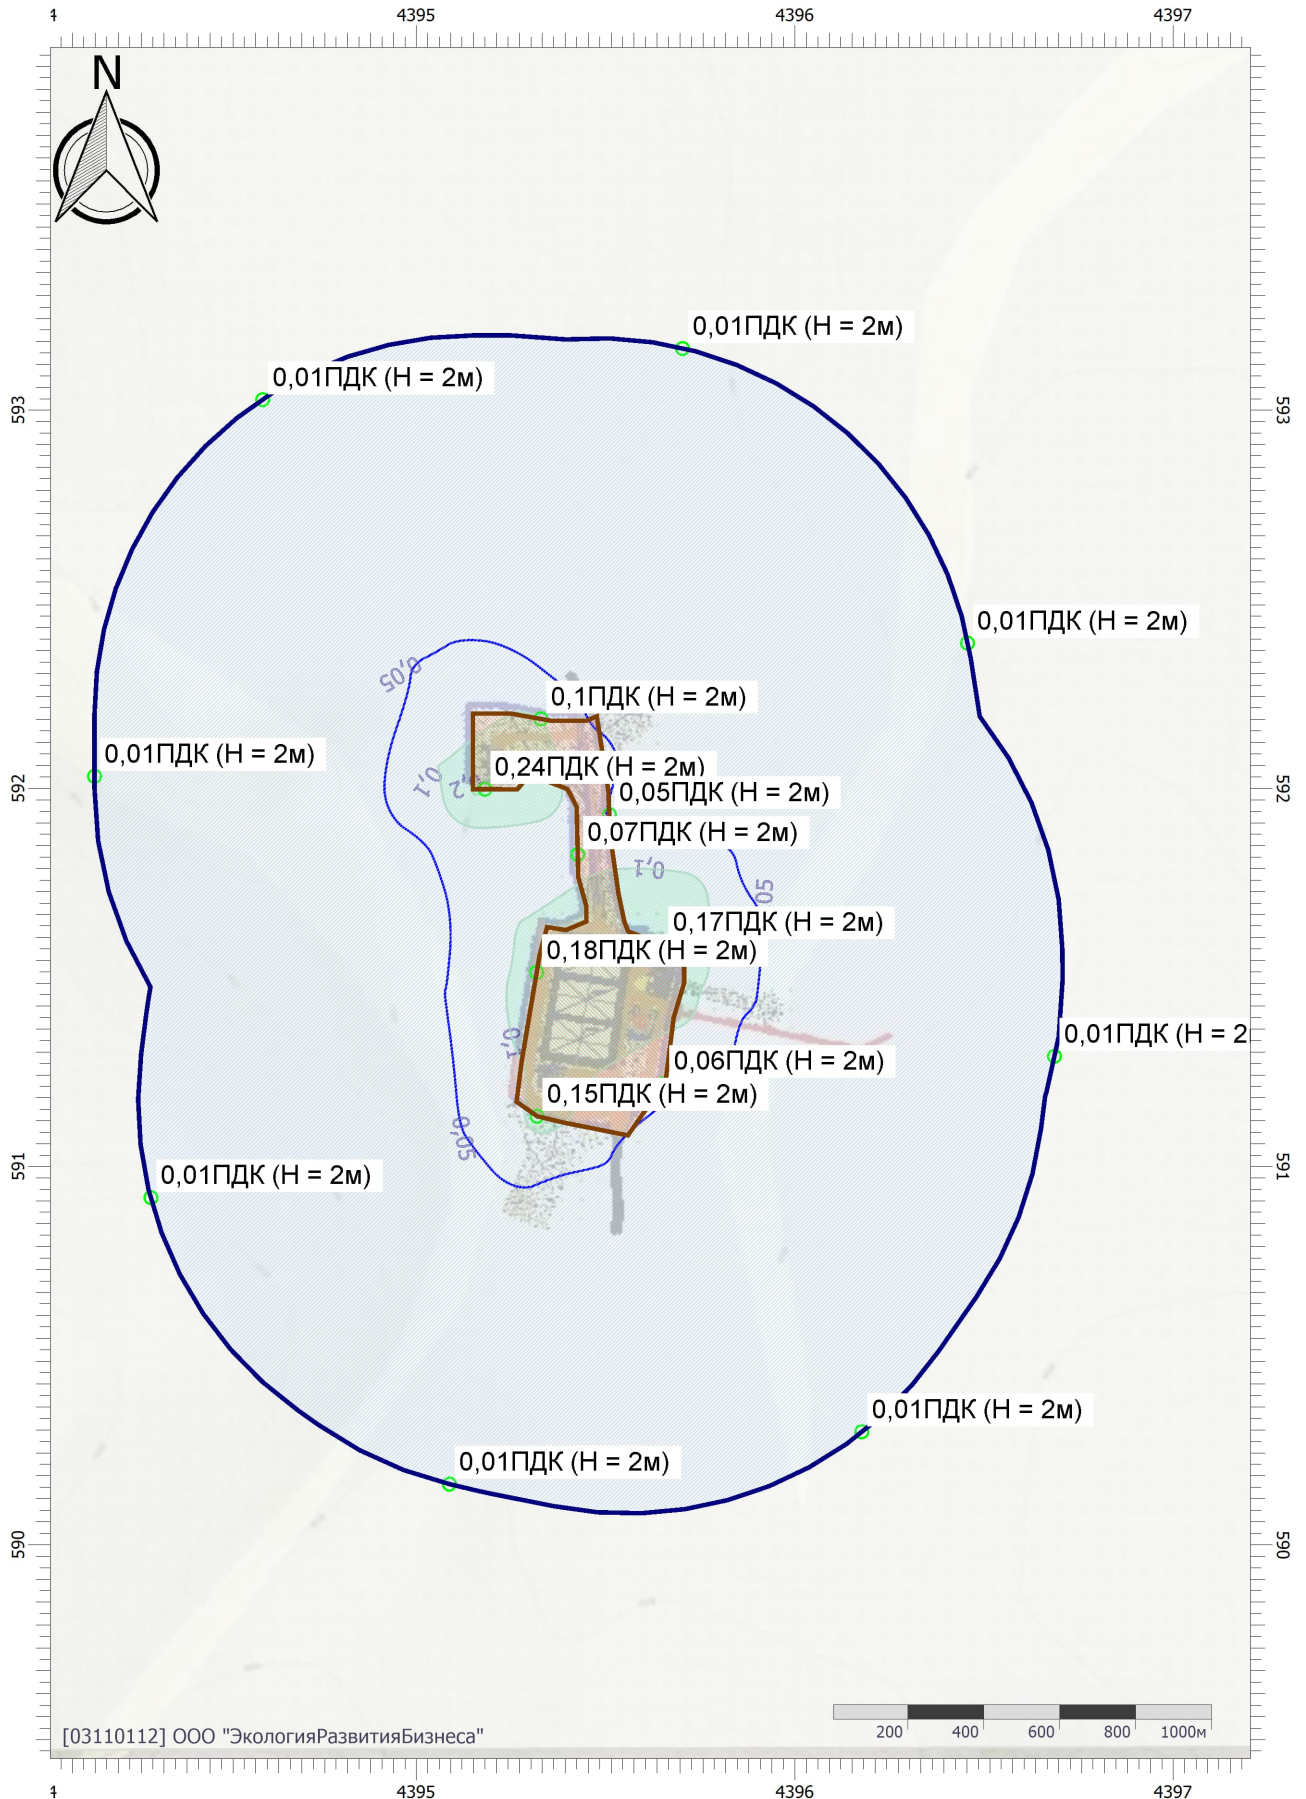 4
4395
4396
4397
N
0,01ПДК (Н = 2м)
0,01ПДК (Н = 2м)
593
593
0,01ПДК (Н = 2м)
0,05
0,1ПДК (Н = 2м)
0,01ПДК (Н = 2м)
0,24ПДК (Н = 2м)
0,1
592
592
0,05ПДК (Н = 2м)
0,07ПДК (Н = 2м)
0,1
05
0,17ПДК (Н = 2м)
0,18ПДК (Н = 2м)
0,1
0,01ПДК (Н = 2
0,06ПДК (Н = 2м)
0,15ПДК (Н = 2м)
0,05
591
591
0,01ПДК (Н = 2м)
0,01ПДК (Н = 2м)
0,01ПДК (Н = 2м)
590
590
[03110112] ООО "ЭкологияРазвитияБизнеса"
200 400 600 800 1000м
4
4395
4396
4397